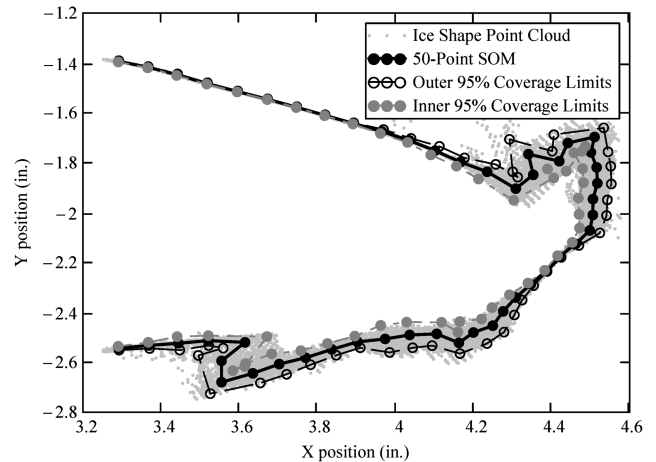 −1.2
−1.4
−1.6
−1.8
−2
−2.2
−2.4
−2.6
−2.8
Y position (in.)
Ice Shape Point Cloud
50-Point SOM
Outer 95% Coverage Limits
Inner 95% Coverage Limits
3.2 3.4 3.6 3.8 4 4.2 4.4 4.6
X position (in.)